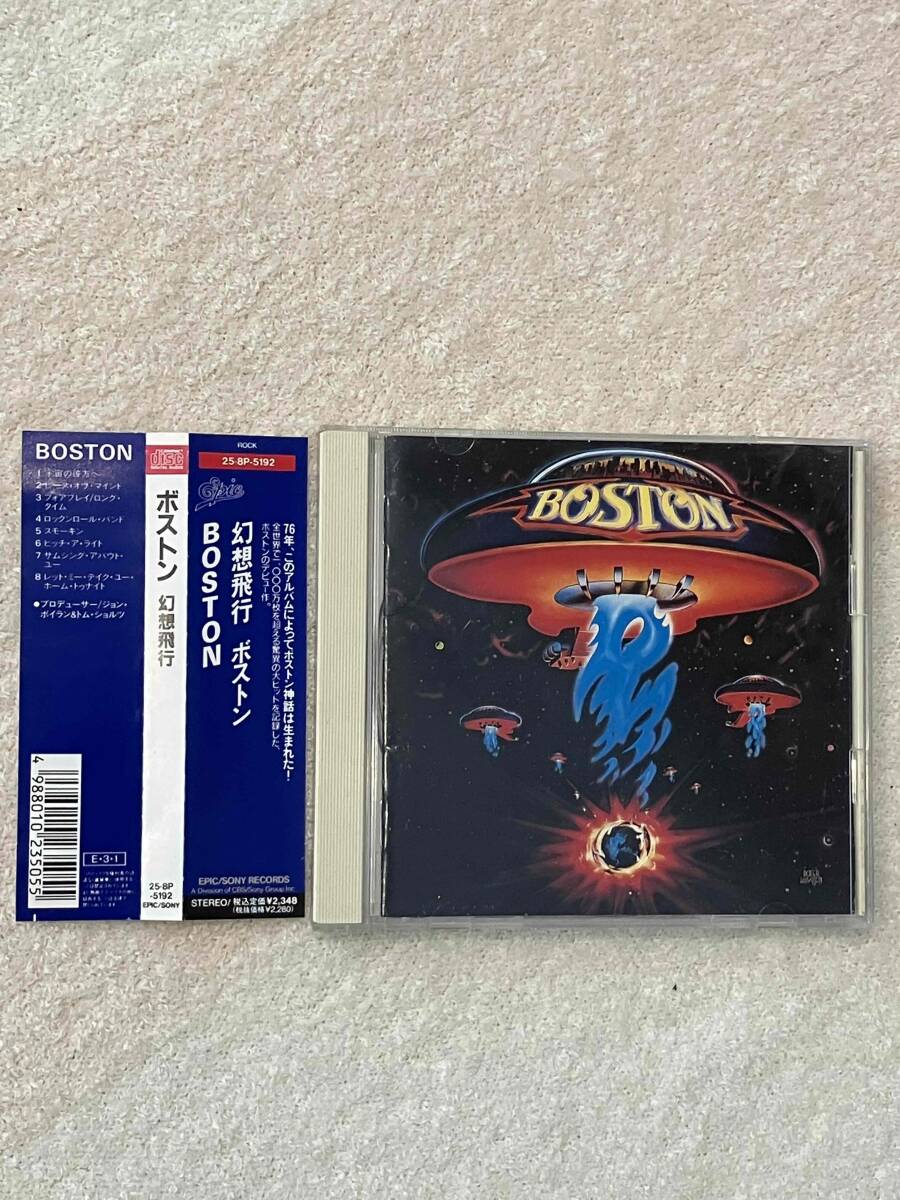 BOSTON
1 宇宙の彼方へ
2 ピース・オブ・マインド
3 フォアプレイ/ロング・
タイム
4 ロックンロール・バンド
5 スモーキン
6 ヒッチ・ア・ライド
7 サムシング・アバウト・
ユー
8 レット・ミー・テイク・ユー・
ホーム・トゥナイト
●プロデューサー/ジョン・
ボイラン&トム・ショルツ
4988010235055
E・3・1
disc
ボストン 幻想飛行
25・8P
-5192
EPIC/SONY
ROCK
25・8P-5192
Epic
76年、このアルバムによってボストン神話は生まれた!
全世界で一、〇〇〇万枚を超える驚異の大ヒットを記録した、
ボストンのデビュー作。
幻想飛行 ボストン
BOSTON
EPIC/SONY RECORDS
A Division of CBS/Sony Group Inc.
STEREO/税込定価¥2,348
(税抜価格¥2,280)
BOSTON